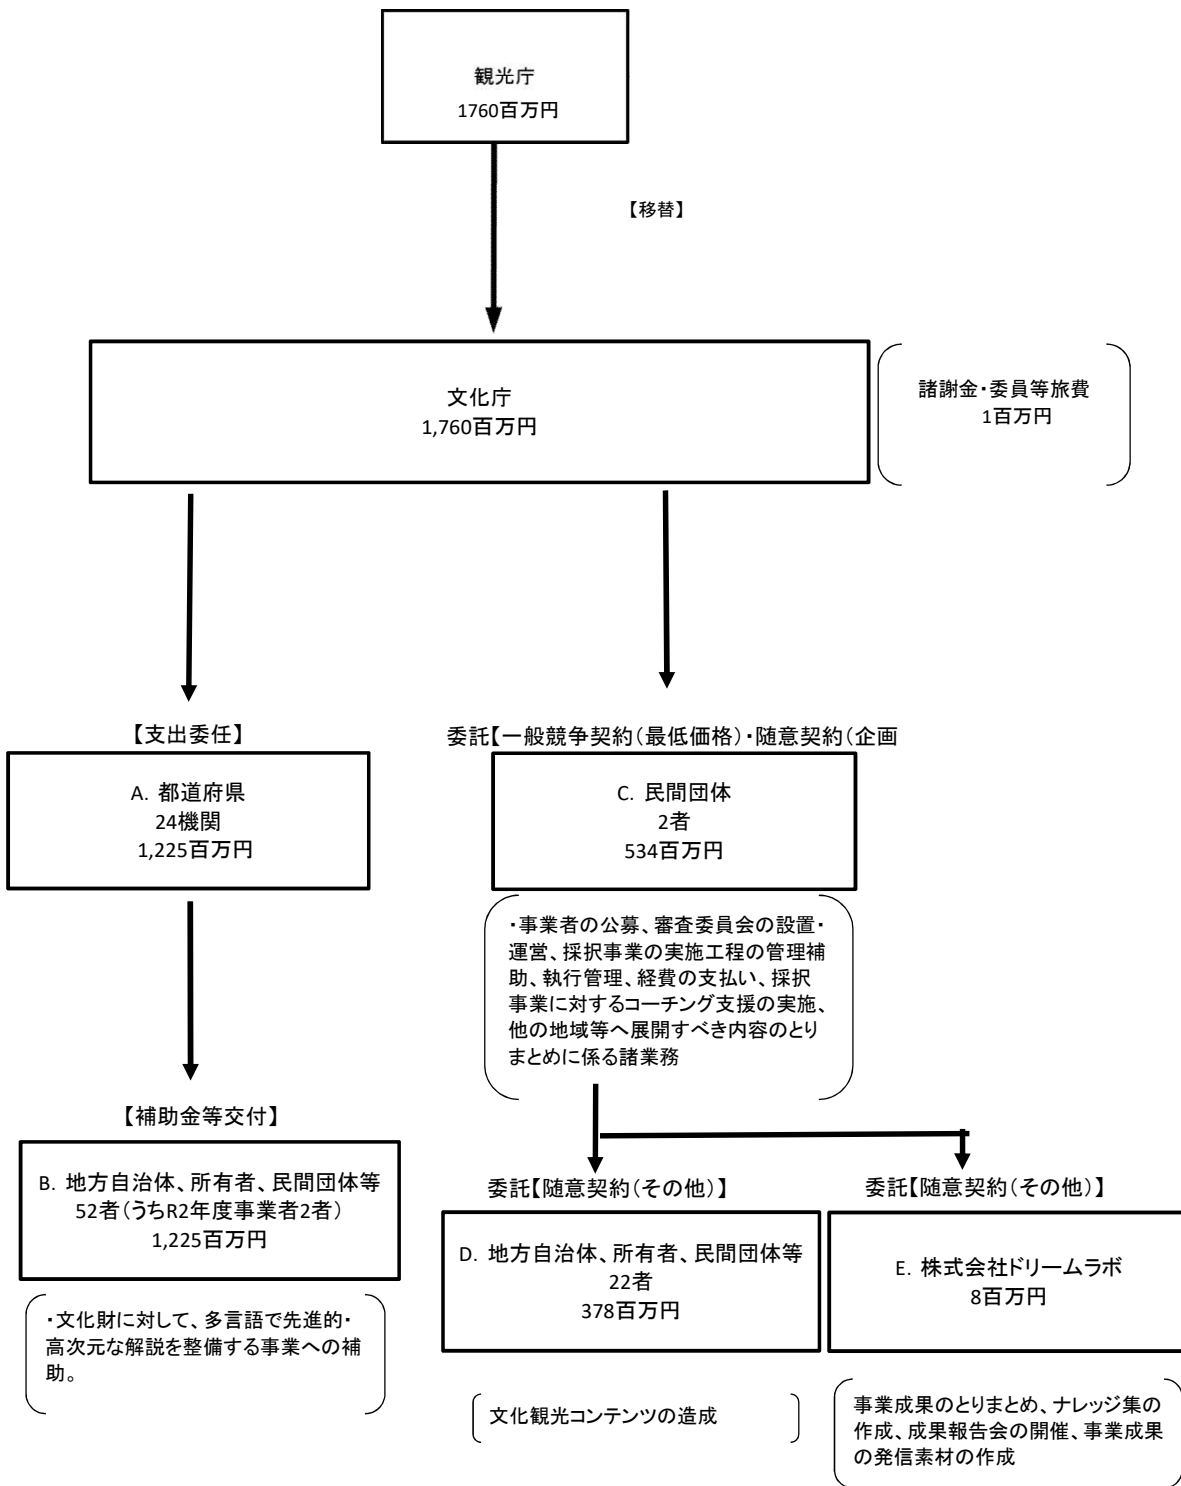 観光庁
1760百万円
【移替】
文化庁
1,760百万円
諸謝金・委員等旅費
1百万円
【支出委任】
委託【一般競争契約(最低価格)・随意契約(企画
A. 都道府県
24機関
1,225百万円
C. 民間団体
2者
534百万円
・事業者の公募、審査委員会の設置・
運営、採択事業の実施工程の管理補
助、執行管理、経費の支払い、採択
事業に対するコーチング支援の実施、
他の地域等へ展開すべき内容のとり
まとめに係る諸業務
【補助金等交付】
B. 地方自治体、所有者、民間団体等
52者(うちR2年度事業者2者)
1,225百万円
・文化財に対して、多言語で先進的・
高次元な解説を整備する事業への補
助。
委託【随意契約(その他)】
D. 地方自治体、所有者、民間団体等
22者
378百万円
文化観光コンテンツの造成
委託【随意契約(その他)】
E. 株式会社ドリームラボ
8百万円
事業成果のとりまとめ、ナレッジ集の
作成、成果報告会の開催、事業成果
の発信素材の作成